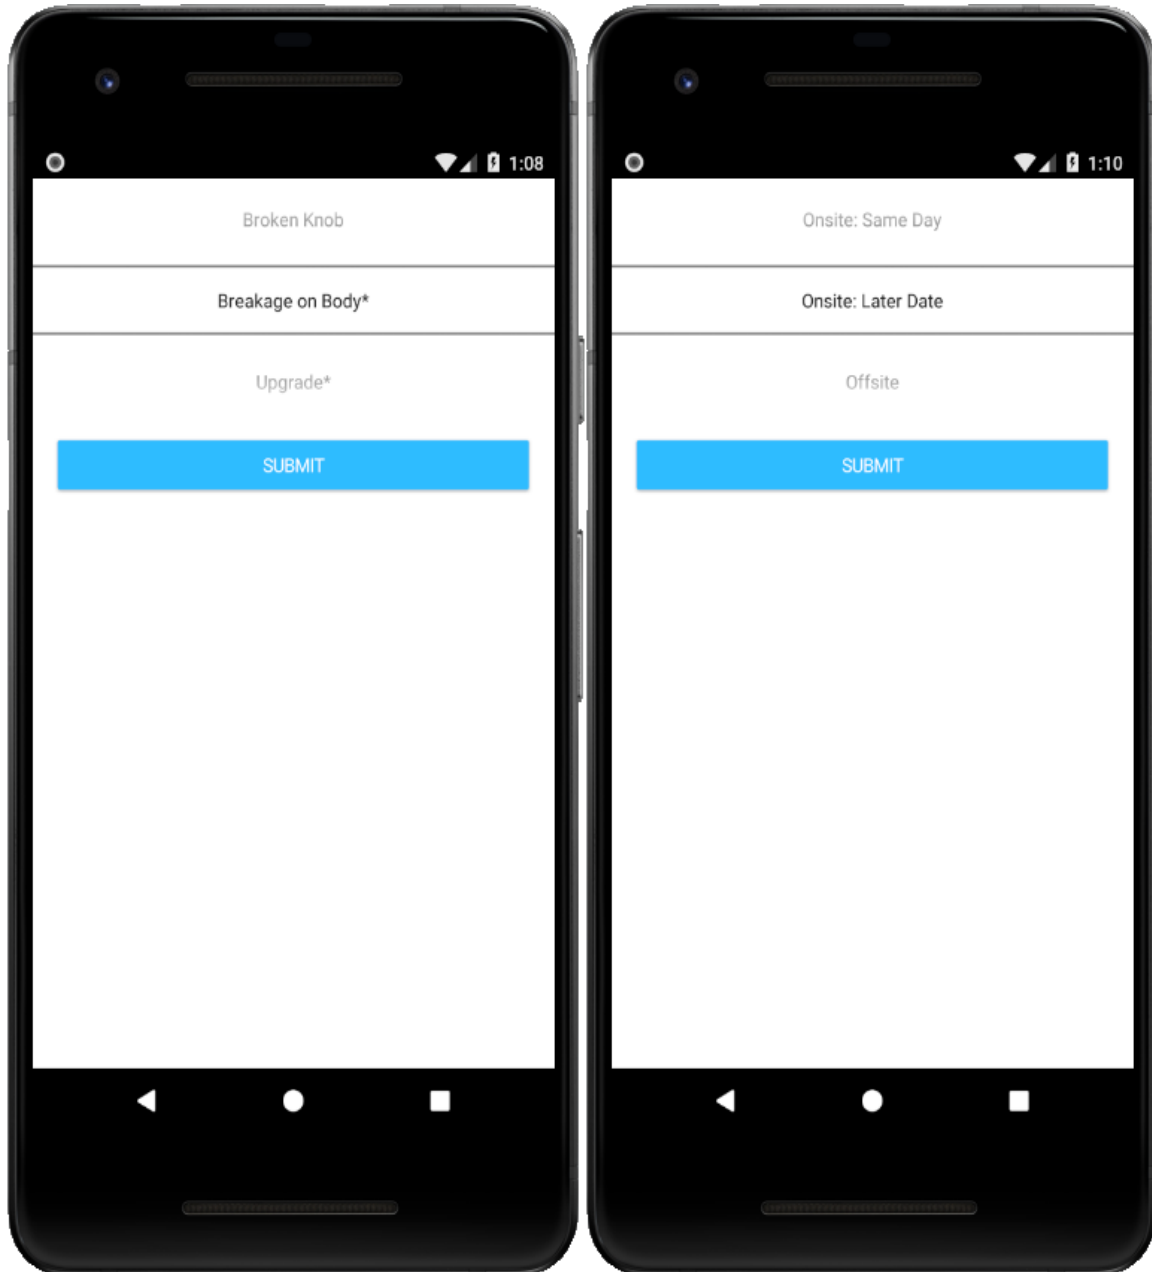 1:08
Broken Knob
Breakage on Body*
Upgrade*
SUBMIT
1:10
Onsite: Same Day
Onsite: Later Date
Offsite
SUBMIT